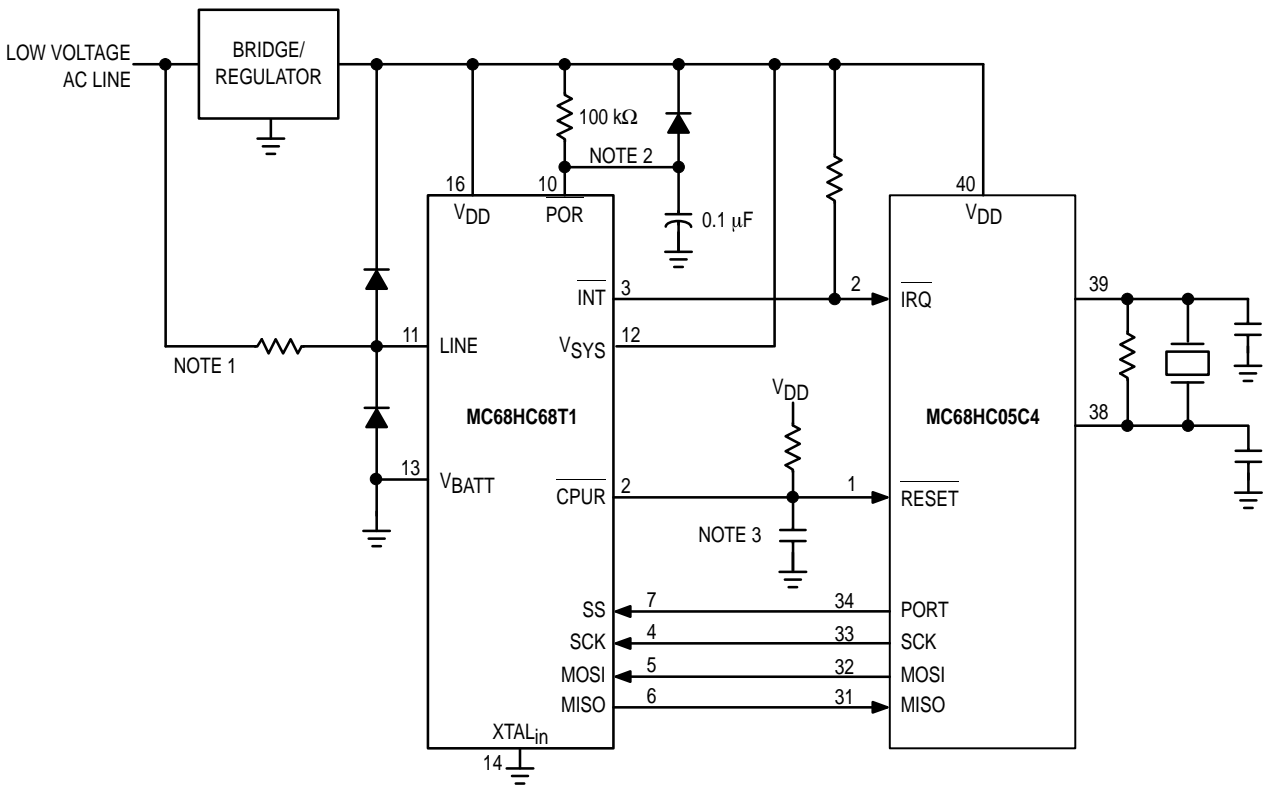 LOW VOLTAGE
AC LINE
BRIDGE/
REGULATOR
100 kΩ
NOTE 2
16
10
40
VDD
POR
VDD
0.1 μF
INT
3
2
IRQ
39
NOTE 1
11
LINE
VSYS
12
VDD
MC68HC68T1
MC68HC05C4
38
13
VBATT
CPUR
2
1
RESET
NOTE 3
SS
7
34
PORT
SCK
4
33
SCK
MOSI
5
32
MOSI
MISO
6
31
MISO
XTALin
14